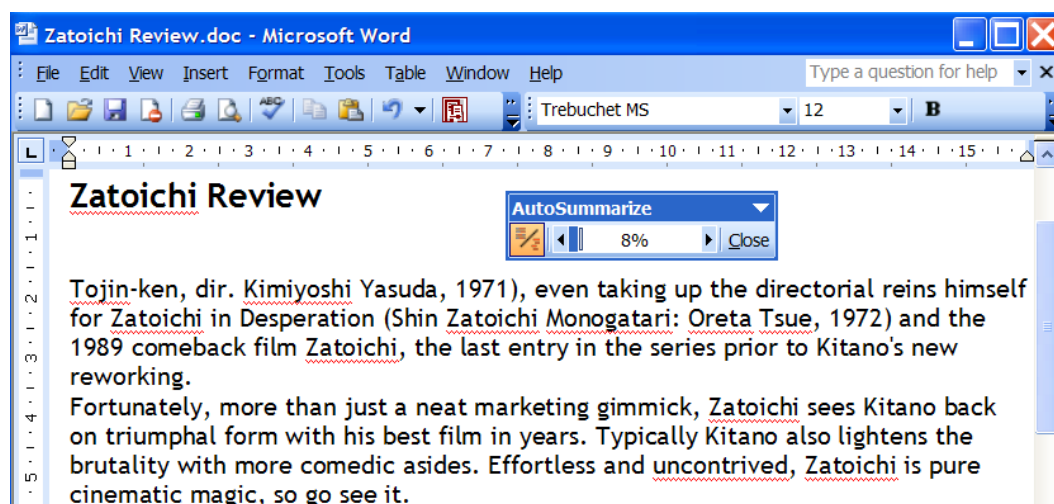 Zatoichi Review.doc - Microsoft Word
File Edit View Insert Format Tools Table Window Help Type a question for help
ABC Trebuchet MS 12 B
L 1 2 3 4 5 6 7 8 9 10 11 12 13 14 15
Zatoichi Review
AutoSummarize
8% Close
Tojin-ken, dir. Kimiyoshi Yasuda, 1971), even taking up the directorial reins himself
for Zatoichi in Desperation (Shin Zatoichi Monogatari: Oreta Tsue, 1972) and the
1989 comeback film Zatoichi, the last entry in the series prior to Kitano's new
reworking.
Fortunately, more than just a neat marketing gimmick, Zatoichi sees Kitano back
on triumphal form with his best film in years. Typically Kitano also lightens the
brutality with more comedic asides. Effortless and uncontrived, Zatoichi is pure
cinematic magic, so go see it.
1
2
3
4
5